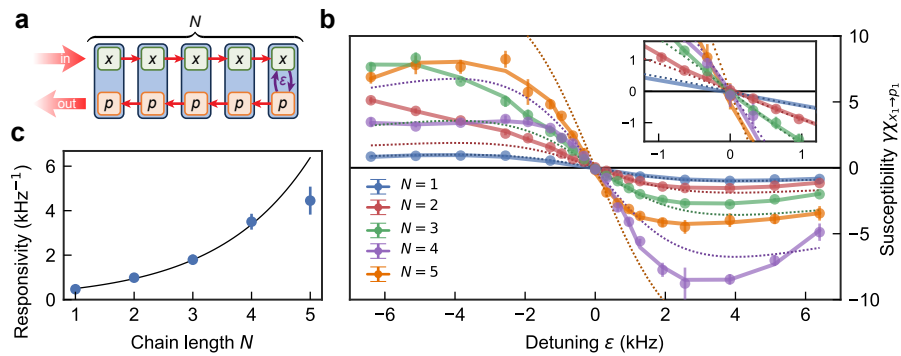 a
N
in
x x x x x
ε
out
p p p p p
b
10
5
0
−5
−10
Susceptibility γχx₁→p₁
−6 −4 −2 0 2 4 6
Detuning ε (kHz)
N = 1
N = 2
N = 3
N = 4
N = 5
1
0
−1
−1 0 1
c
6
4
2
0
Responsivity (kHz⁻¹)
1 2 3 4 5
Chain length N